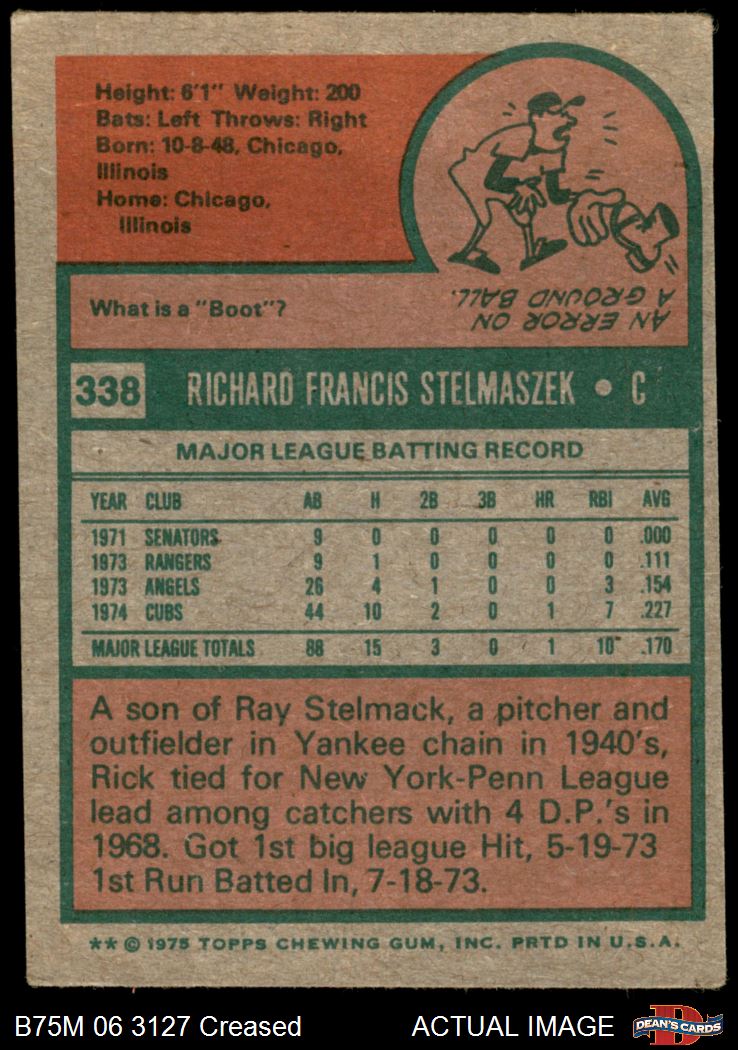 Height: 6'1" Weight: 200
Bats: Left Throws: Right
Born: 10-8-48, Chicago,
Illinois
Home: Chicago,
Illinois
What is a "Boot"?
AN ERROR ON
A GROUND BALL.
338 RICHARD FRANCIS STELMASZEK • C
MAJOR LEAGUE BATTING RECORD
YEAR CLUB AB H 2B 3B HR RBI AVG
1971 SENATORS 9 0 0 0 0 0 .000
1973 RANGERS 9 1 0 0 0 0 .111
1973 ANGELS 26 4 1 0 0 3 .154
1974 CUBS 44 10 2 0 1 7 .227
MAJOR LEAGUE TOTALS 88 15 3 0 1 10 .170
A son of Ray Stelmack, a pitcher and
outfielder in Yankee chain in 1940's,
Rick tied for New York-Penn League
lead among catchers with 4 D.P.'s in
1968. Got 1st big league Hit, 5-19-73
1st Run Batted In, 7-18-73.
** © 1975 TOPPS CHEWING GUM, INC. PRTD IN U.S.A.
B75M 06 3127 Creased ACTUAL IMAGE
D
DEAN'S CARDS